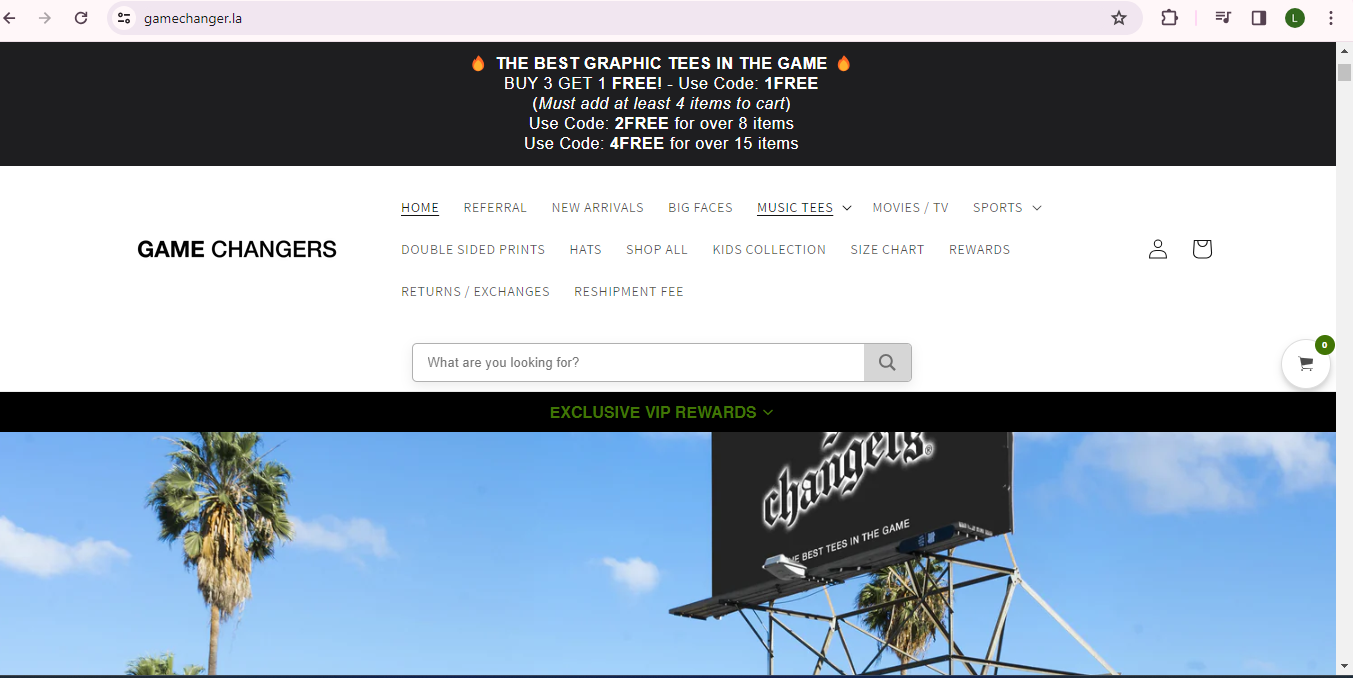 gamechanger.la
L
🔥 THE BEST GRAPHIC TEES IN THE GAME 🔥
BUY 3 GET 1 FREE! - Use Code: 1FREE
(Must add at least 4 items to cart)
Use Code: 2FREE for over 8 items
Use Code: 4FREE for over 15 items
HOME REFERRAL NEW ARRIVALS BIG FACES MUSIC TEES MOVIES / TV SPORTS
GAME CHANGERS
DOUBLE SIDED PRINTS HATS SHOP ALL KIDS COLLECTION SIZE CHART REWARDS
RETURNS / EXCHANGES RESHIPMENT FEE
What are you looking for?
0
EXCLUSIVE VIP REWARDS
changers®
BEST TEES IN THE GAME